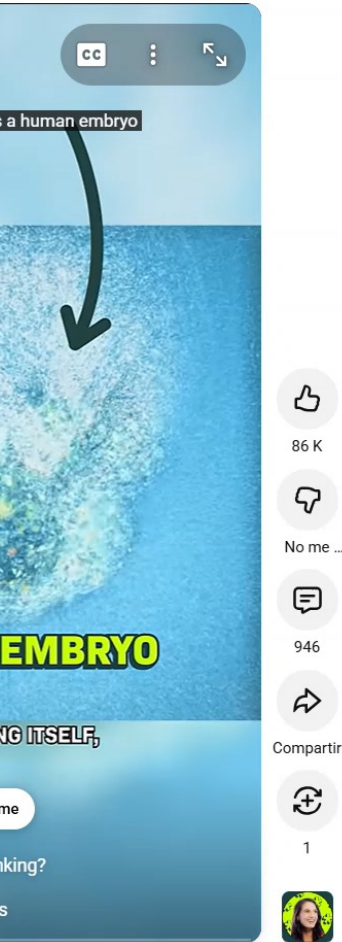 CC
s a human embryo
86 K
No me ...
EMBRYO
946
NG ITSELF,
Compartir
me
1
nking?
s